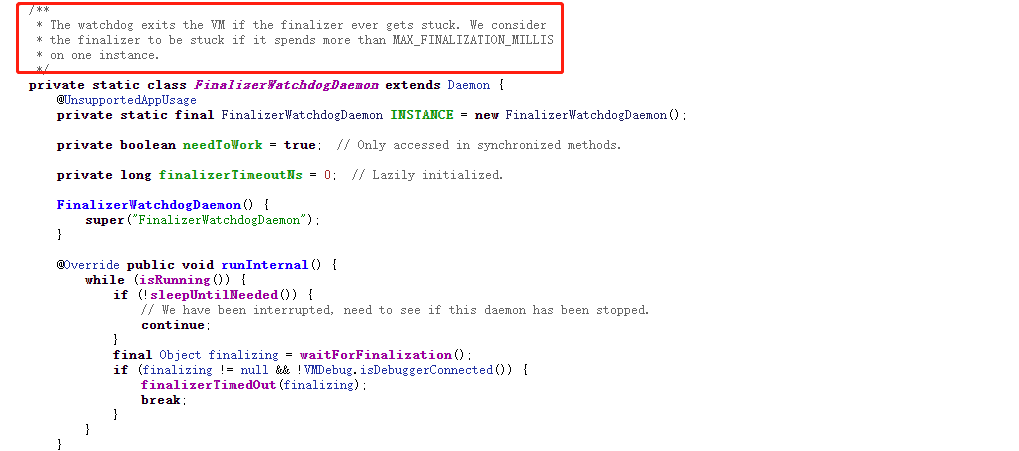 /**
 * The watchdog exits the VM if the finalizer ever gets stuck. We consider
 * the finalizer to be stuck if it spends more than MAX_FINALIZATION_MILLIS
 * on one instance.
 */
private static class FinalizerWatchdogDaemon extends Daemon {
    @UnsupportedAppUsage
    private static final FinalizerWatchdogDaemon INSTANCE = new FinalizerWatchdogDaemon();

    private boolean needToWork = true;  // Only accessed in synchronized methods.

    private long finalizerTimeoutNs = 0;  // Lazily initialized.

    FinalizerWatchdogDaemon() {
        super("FinalizerWatchdogDaemon");
    }

    @Override public void runInternal() {
        while (isRunning()) {
            if (!sleepUntilNeeded()) {
                // We have been interrupted, need to see if this daemon has been stopped.
                continue;
            }
            final Object finalizing = waitForFinalization();
            if (finalizing != null && !VMDebug.isDebuggerConnected()) {
                finalizerTimedOut(finalizing);
                break;
            }
        }
    }